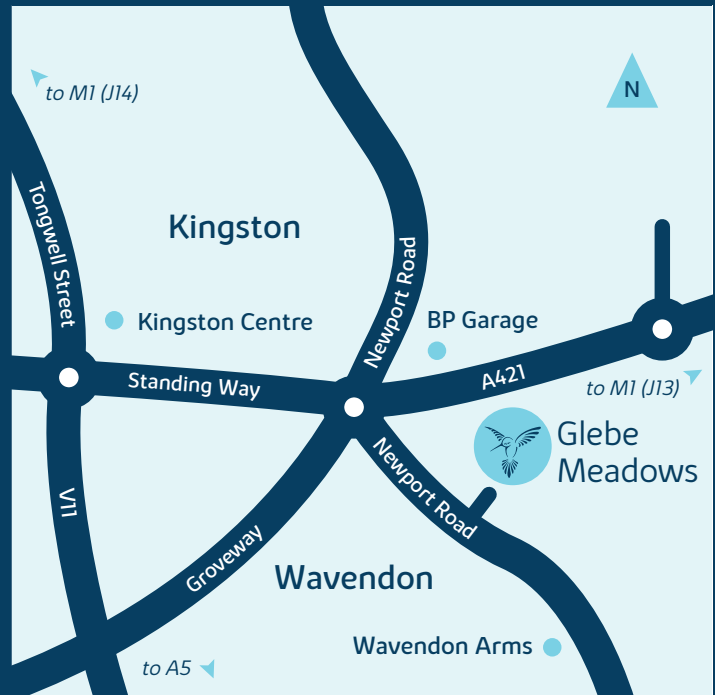 to M1 (J14)
N
Tongwell Street
Kingston
Newport Road
Kingston Centre
BP Garage
Standing Way
A421
to M1 (J13)
Glebe
Meadows
Newport Road
V11
Groveway
Wavendon
Wavendon Arms
to A5